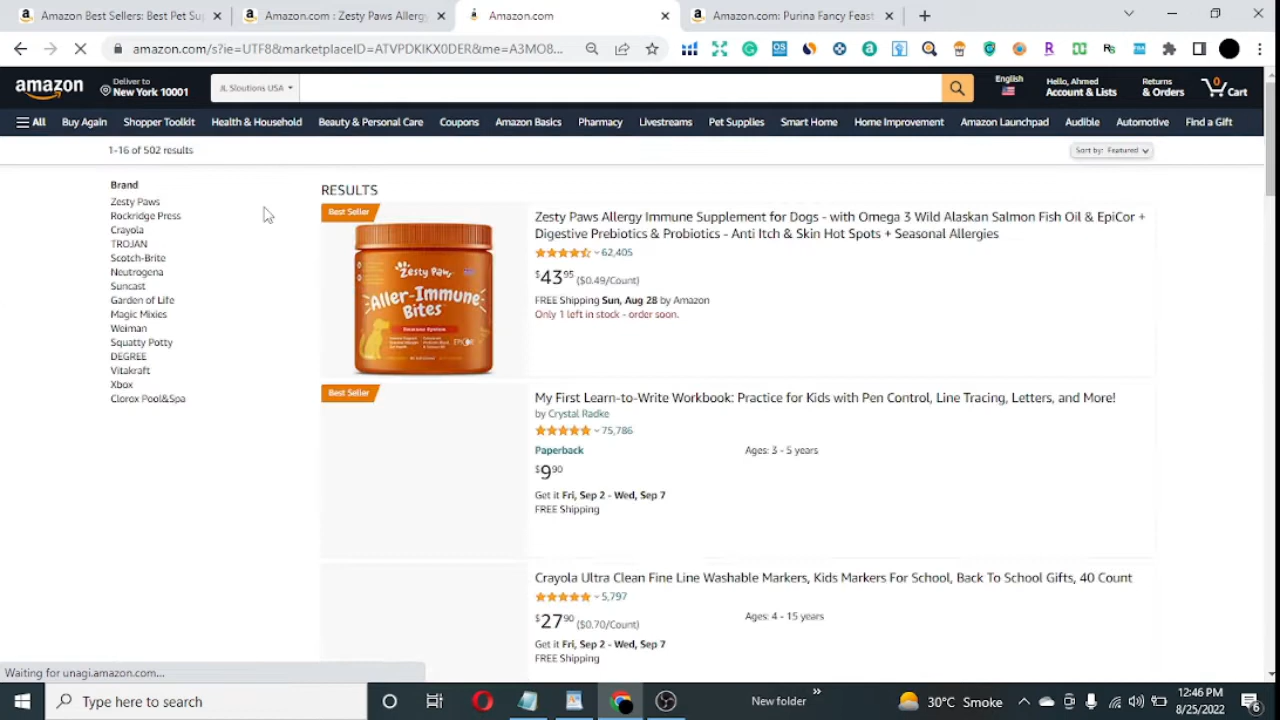 Amazon Best Sellers: Best Pet Su
Amazon.com : Zesty Paws Allergy
Amazon.com
Amazon.com: Purina Fancy Feast
amazon.com/s?ie=UTF8&marketplaceID=ATVPDKIKX0DER&me=A3MO8...
amazon
Deliver to
New York 10001
JL Sloutions USA
English
Hello, Ahmed
Account & Lists
Returns
& Orders
0
Cart
All
Buy Again
Shopper Toolkit
Health & Household
Beauty & Personal Care
Coupons
Amazon Basics
Pharmacy
Livestreams
Pet Supplies
Smart Home
Home Improvement
Amazon Launchpad
Audible
Automotive
Find a Gift
1-16 of 502 results
Sort by: Featured
Brand
Zesty Paws
Rockridge Press
Crayola
TROJAN
Scotch-Brite
Neutrogena
Suncast
Garden of Life
Magic Mixies
Weiman
Squatty Potty
DEGREE
Vitakraft
Xbox
Clorox Pool&Spa
RESULTS
Best Seller
Zesty Paws
Aller-Immune
Bites
Zesty Paws Allergy Immune Supplement for Dogs - with Omega 3 Wild Alaskan Salmon Fish Oil & EpiCor +
Digestive Prebiotics & Probiotics - Anti Itch & Skin Hot Spots + Seasonal Allergies
62,405
$43.95 ($0.49/Count)
FREE Shipping Sun, Aug 28 by Amazon
Only 1 left in stock - order soon.
Best Seller
My First Learn-to-Write Workbook: Practice for Kids with Pen Control, Line Tracing, Letters, and More!
by Crystal Radke
75,786
Paperback
Ages: 3 - 5 years
$9.90
Get it Fri, Sep 2 - Wed, Sep 7
FREE Shipping
Crayola Ultra Clean Fine Line Washable Markers, Kids Markers For School, Back To School Gifts, 40 Count
5,797
$27.90 ($0.70/Count)
Ages: 4 - 15 years
Get it Fri, Sep 2 - Wed, Sep 7
FREE Shipping
Waiting for unagi.amazon.com...
Type here to search
New folder
30°C Smoke
12:46 PM
8/25/2022
6